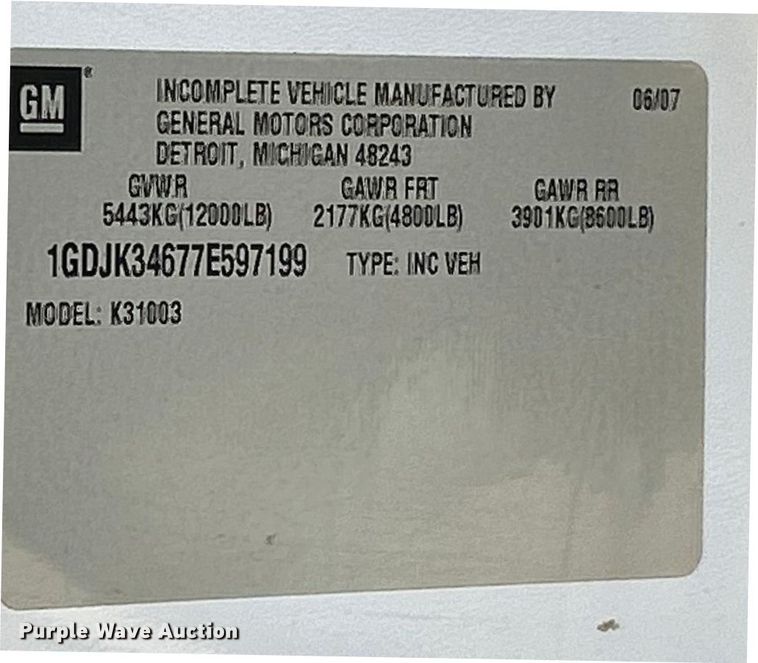 GM®
INCOMPLETE VEHICLE MANUFACTURED BY 06/07
GENERAL MOTORS CORPORATION
DETROIT, MICHIGAN 48243
GVWR GAWR FRT GAWR RR
5443KG(12000LB) 2177KG(4800LB) 3901KG(8600LB)
1GDJK34677E597199 TYPE: INC VEH
MODEL: K31003
Purple Wave Auction